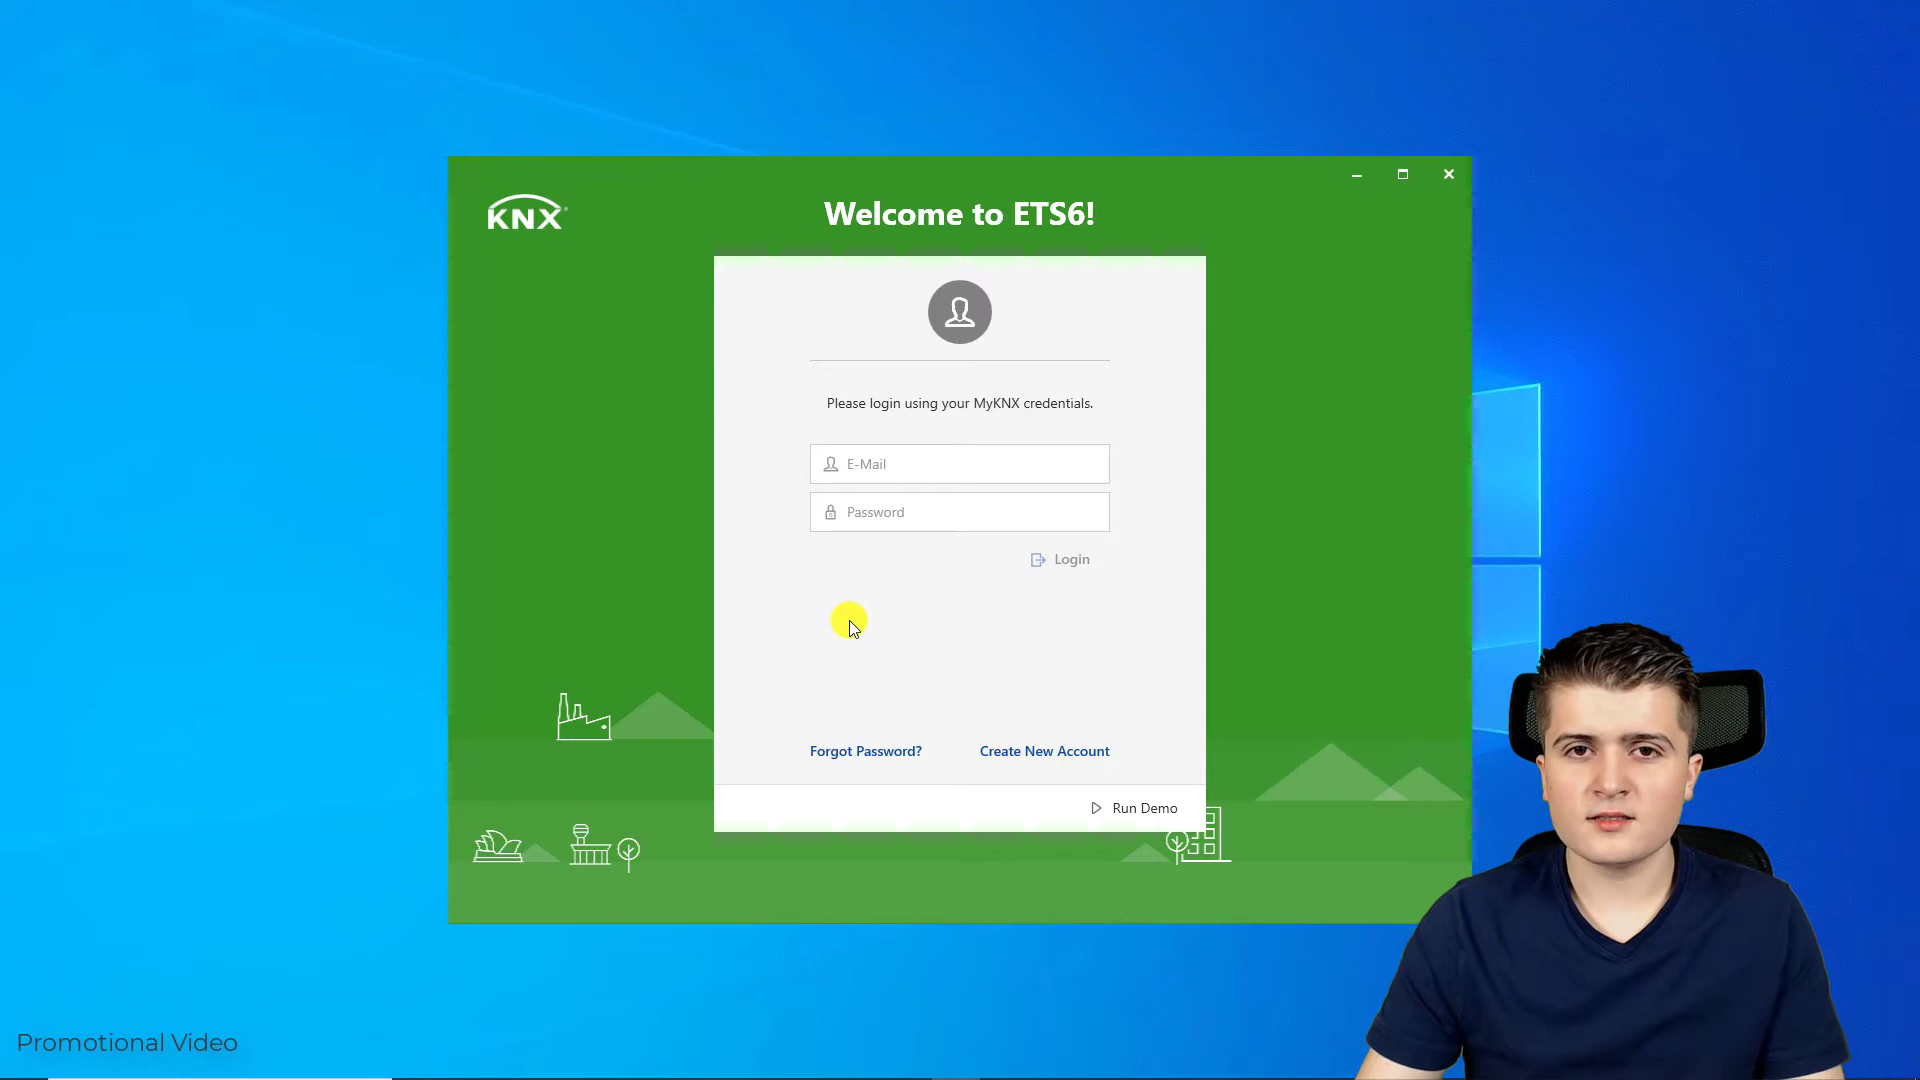 KNX
Welcome to ETS6!
Please login using your MyKNX credentials.
E-Mail
Password
Login
Forgot Password?
Create New Account
Run Demo
Promotional Video